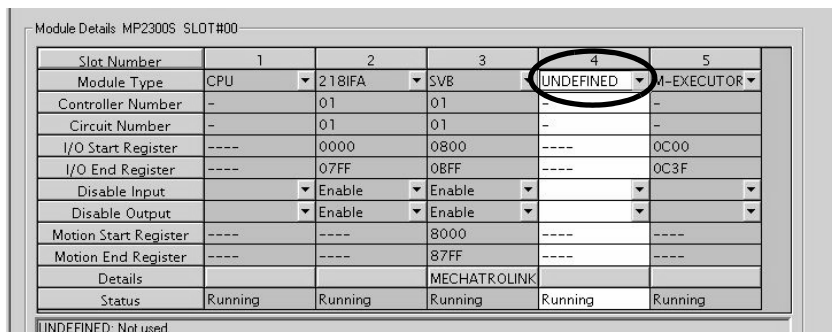 Module Details MP2300S SLOT#00
Slot Number 1 2 3 4 5
Module Type CPU 218IFA SVB UNDEFINED M-EXECUTOR
Controller Number - 01 01 - -
Circuit Number - 01 01 - -
I/O Start Register ---- 0000 0800 ---- 0C00
I/O End Register ---- 07FF 0BFF ---- 0C3F
Disable Input Enable Enable
Disable Output Enable Enable
Motion Start Register ---- ---- 8000 ---- ----
Motion End Register ---- ---- 87FF ---- ----
Details MECHATROLINK
Status Running Running Running Running Running
UNDEFINED: Not used.